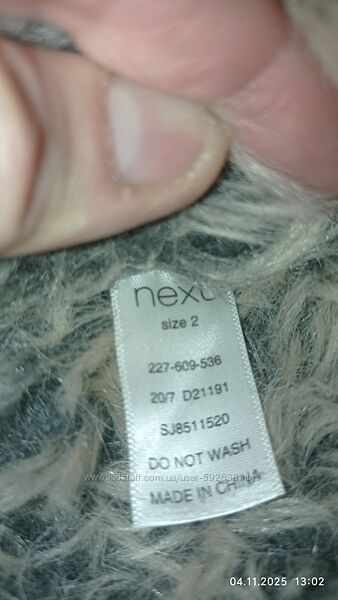 next
size 2
227-609-536
20/7 D21191
SJ8511520
DO NOT WASH
MADE IN CHINA
04.11.2025 13:02